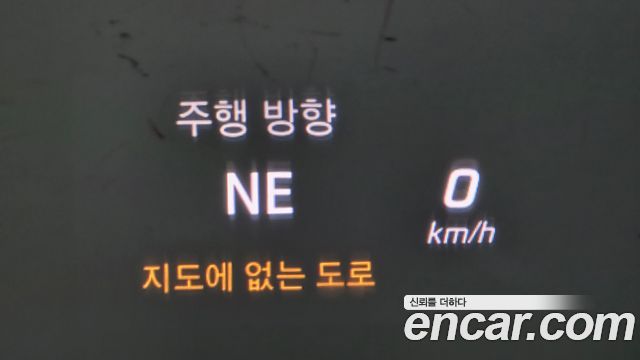 주행 방향
NE
0
km/h
지도에 없는 도로
신뢰를 더하다
encar.com